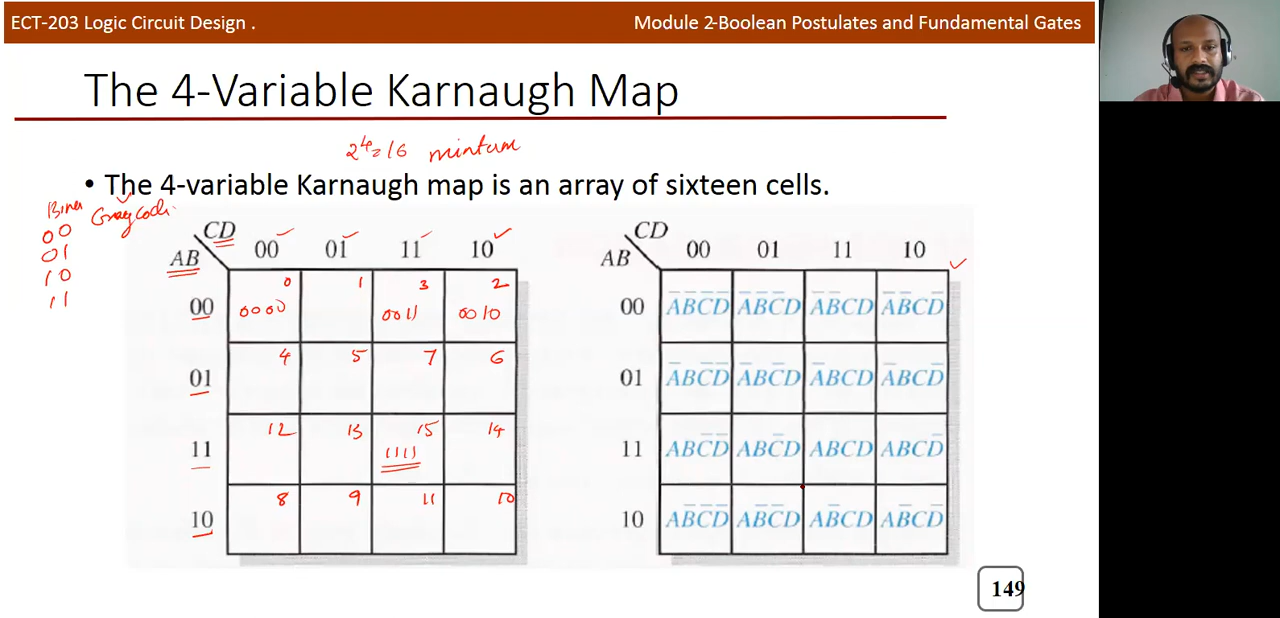 ECT-203 Logic Circuit Design .
Module 2-Boolean Postulates and Fundamental Gates
The 4-Variable Karnaugh Map
2⁴=16 mintum
• The 4-variable Karnaugh map is an array of sixteen cells.
Gray code
00
01
10
11
CD
00 01 11 10
AB
0 1 3 2
00 0000 0011 0010
4 5 7 6
01
12 13 15 14
11 1111
8 9 11 10
10
CD
00 01 11 10
AB
00 A̅B̅C̅D̅ A̅B̅C̅D A̅B̅CD A̅B̅CD̅
01 A̅BC̅D̅ A̅BC̅D A̅BCD A̅BCD̅
11 ABC̅D̅ ABC̅D ABCD ABCD̅
10 AB̅C̅D̅ AB̅C̅D AB̅CD AB̅CD̅
149